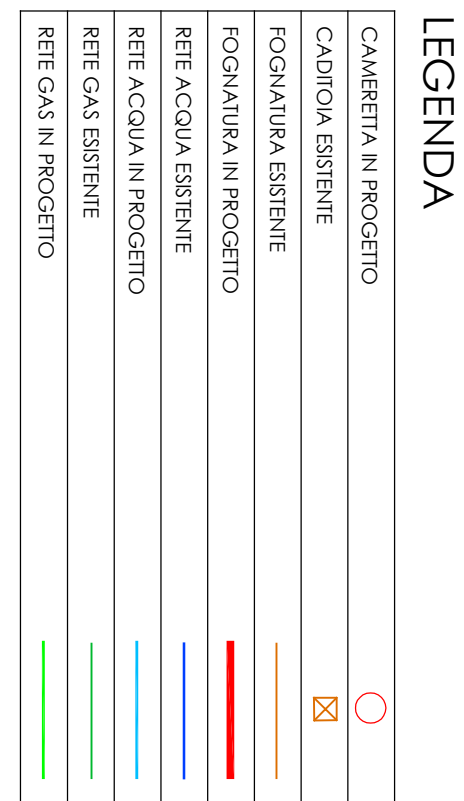 LEGENDA
CAMERETTA IN PROGETTO
CADITOIA ESISTENTE
FOGNATURA ESISTENTE
FOGNATURA IN PROGETTO
RETE ACQUA ESISTENTE
RETE ACQUA IN PROGETTO
RETE GAS ESISTENTE
RETE GAS IN PROGETTO